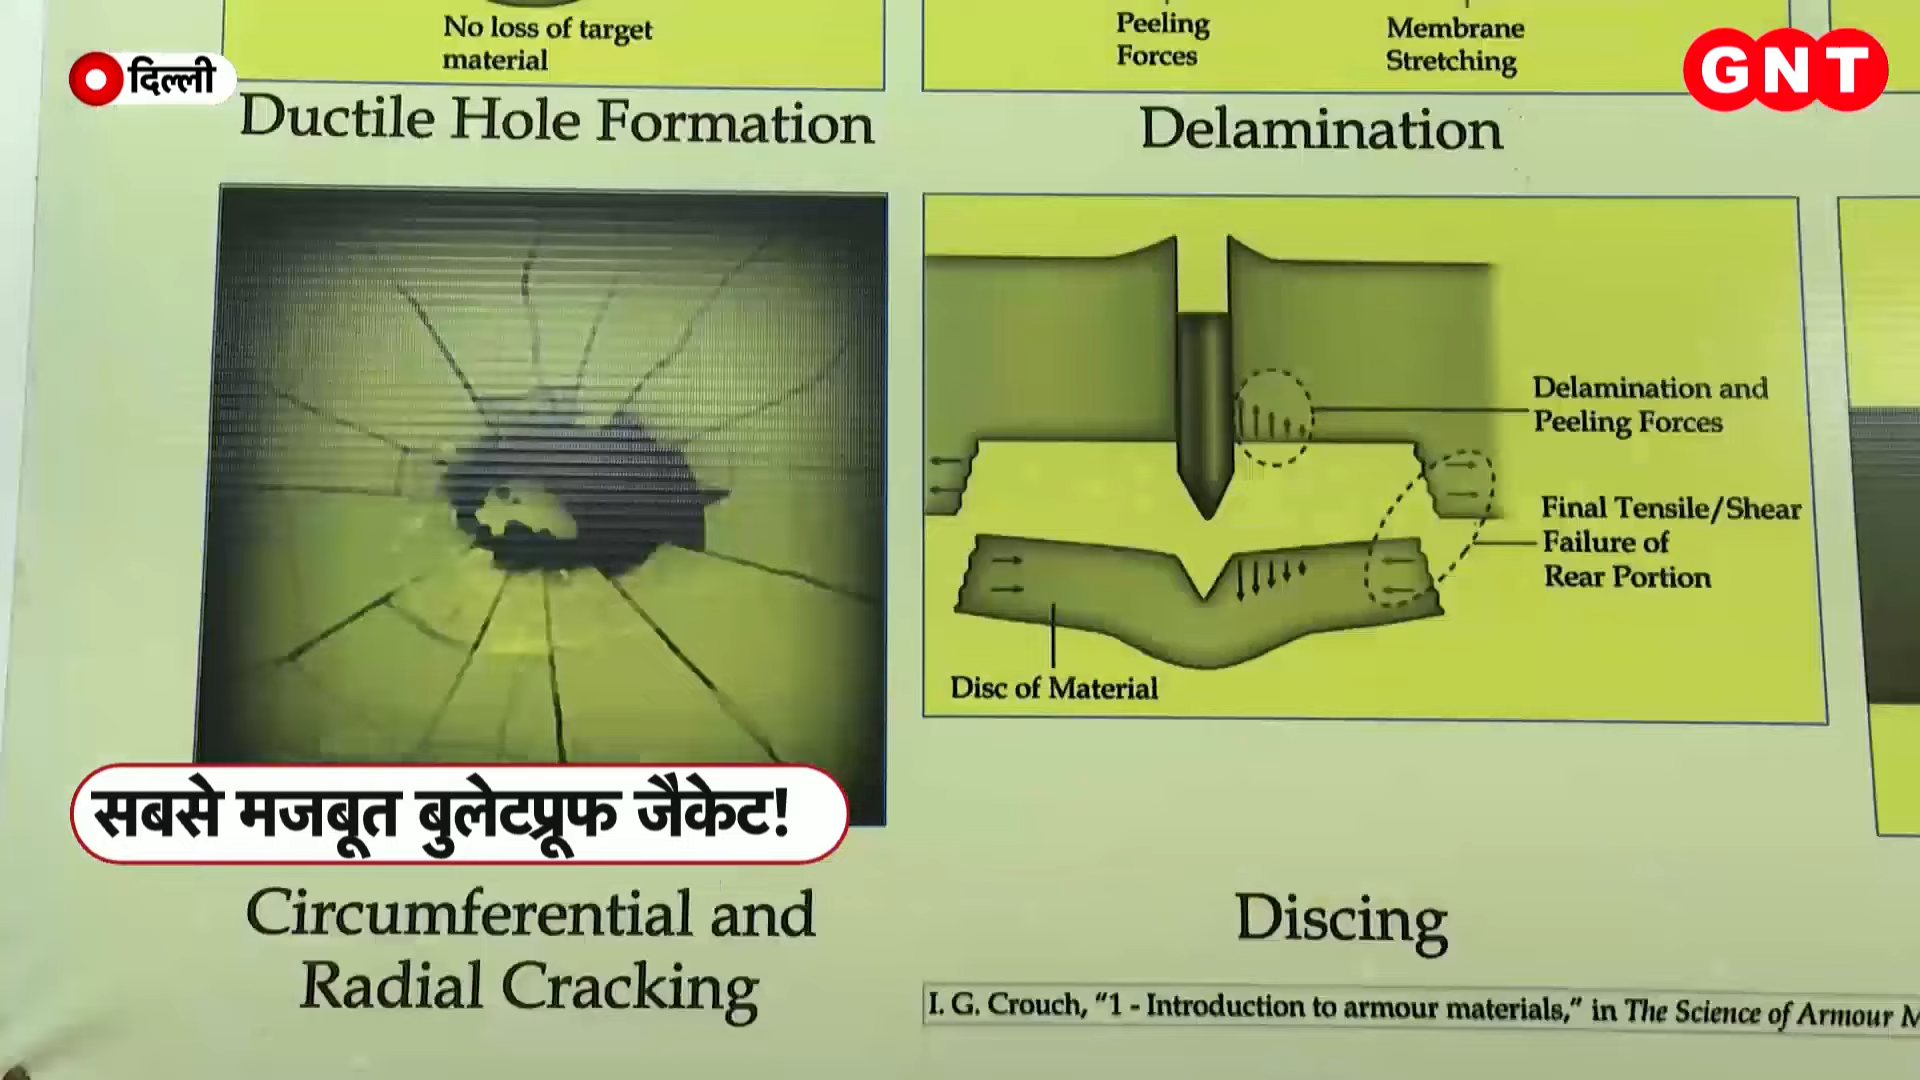 No loss of target
material
Peeling
Forces
Membrane
Stretching
दिल्ली
GNT
Ductile Hole Formation
Delamination
Delamination and
Peeling Forces
Final Tensile/Shear
Failure of
Rear Portion
Disc of Material
सबसे मजबूत बुलेटप्रूफ जैकेट!
Circumferential and
Radial Cracking
Discing
I. G. Crouch, “1 - Introduction to armour materials,” in The Science of Armour M